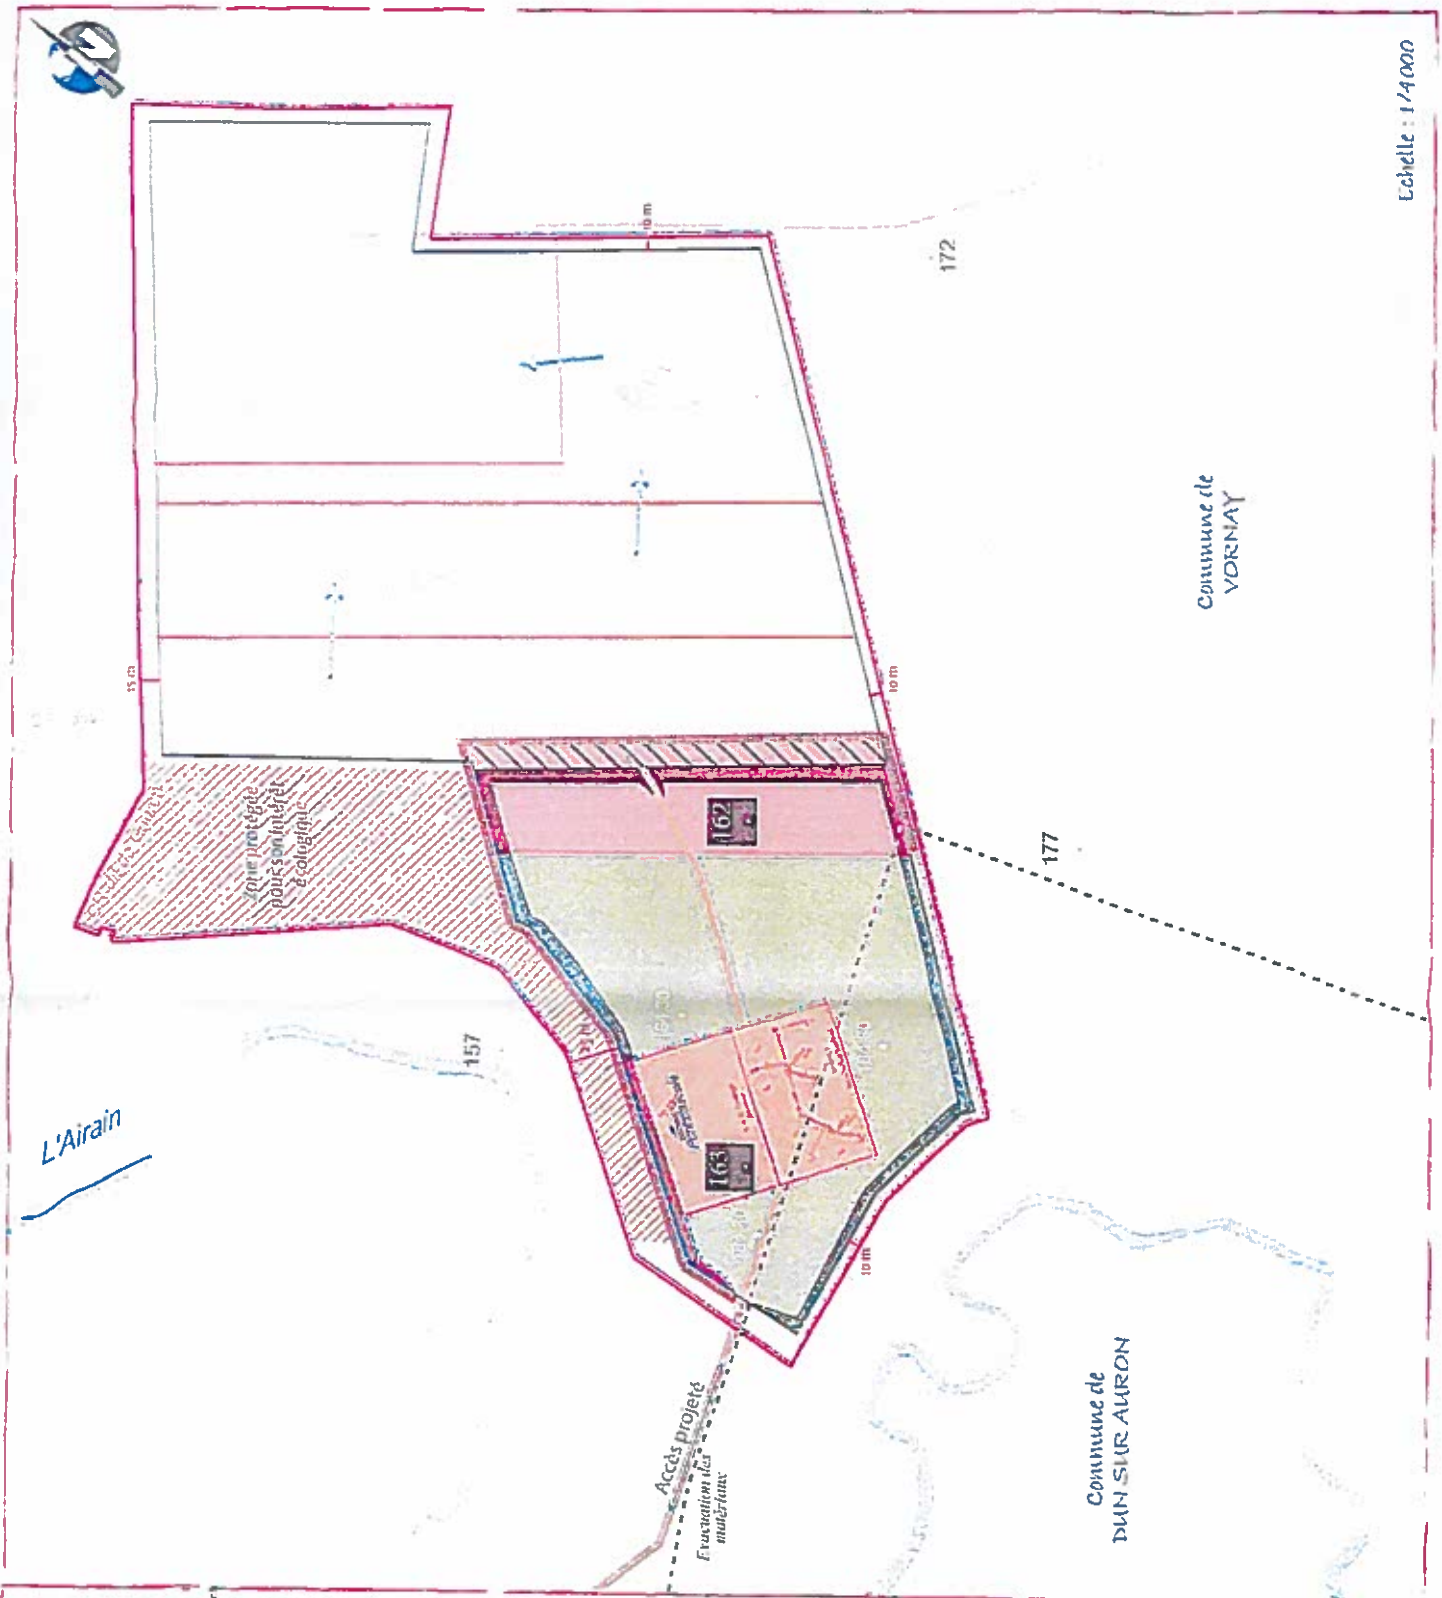 Echelle : 1/4000
10 m
172
Commune de
VORNAY
15 m
10 m
Zone protégée
pour son intérêt
écologique
162
177
157
L'Airain
163
10 m
Accès projeté
Evacuation des
matériaux
Commune de
DUN SUR AURON